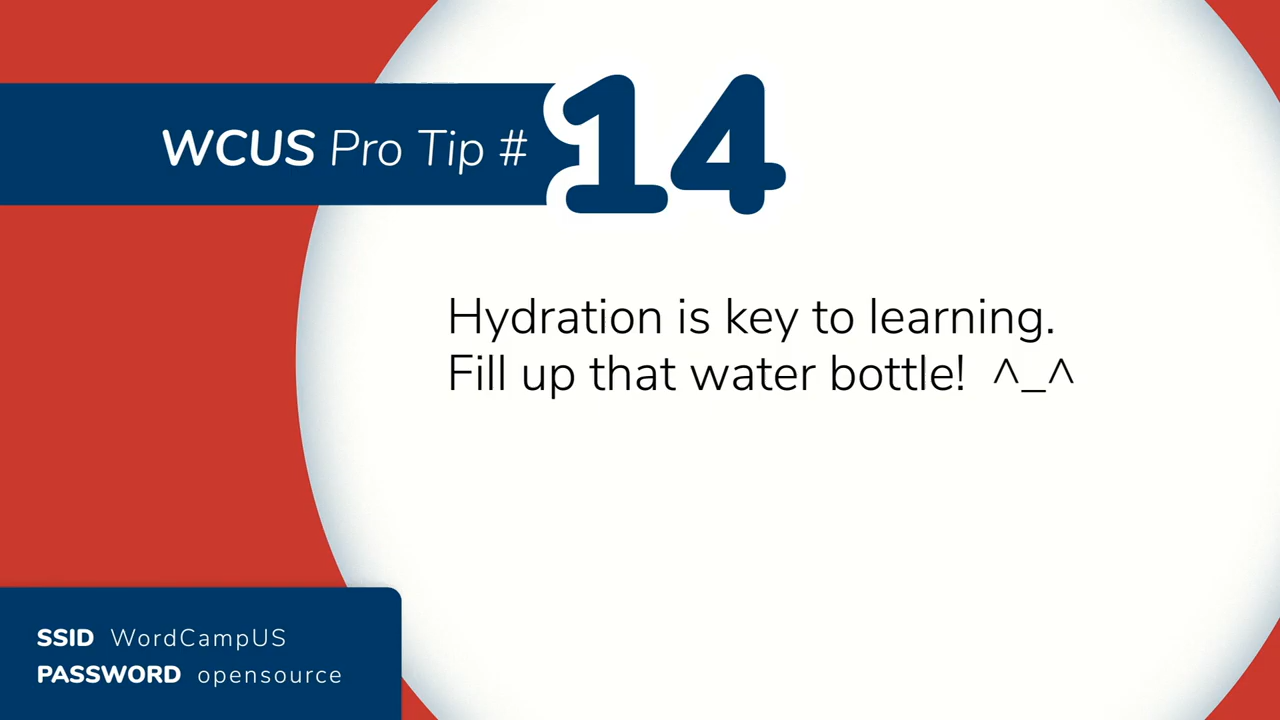 WCUS Pro Tip # 14
Hydration is key to learning.
Fill up that water bottle! ^_^
SSID WordCampUS
PASSWORD opensource